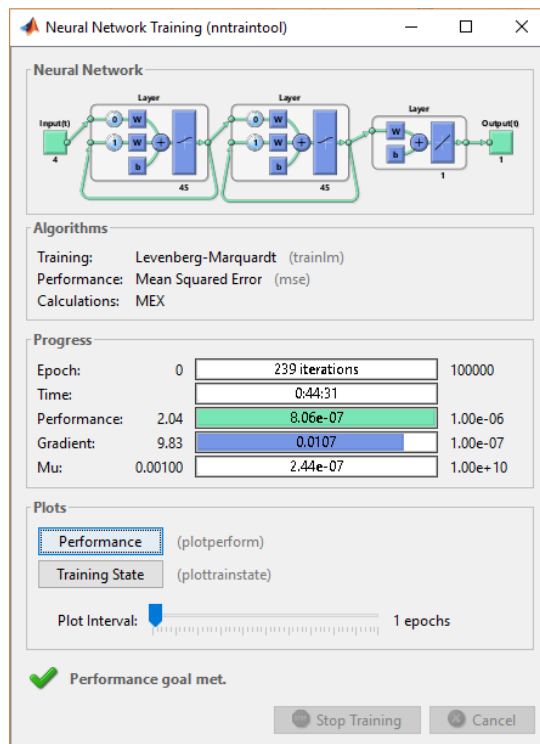 Neural Network Training (nntraintool)
Neural Network
Layer
Layer
Layer
Input(t)
Output(t)
0 W
0 W
W
1 W +
1 W +
+
b
b
b
4
45
45
1
1
Algorithms
Training: Levenberg-Marquardt (trainlm)
Performance: Mean Squared Error (mse)
Calculations: MEX
Progress
Epoch: 0 239 iterations 100000
Time: 0:44:31
Performance: 2.04 8.06e-07 1.00e-06
Gradient: 9.83 0.0107 1.00e-07
Mu: 0.00100 2.44e-07 1.00e+10
Plots
Performance (plotperform)
Training State (plottrainstate)
Plot Interval: 1 epochs
Performance goal met.
Stop Training Cancel